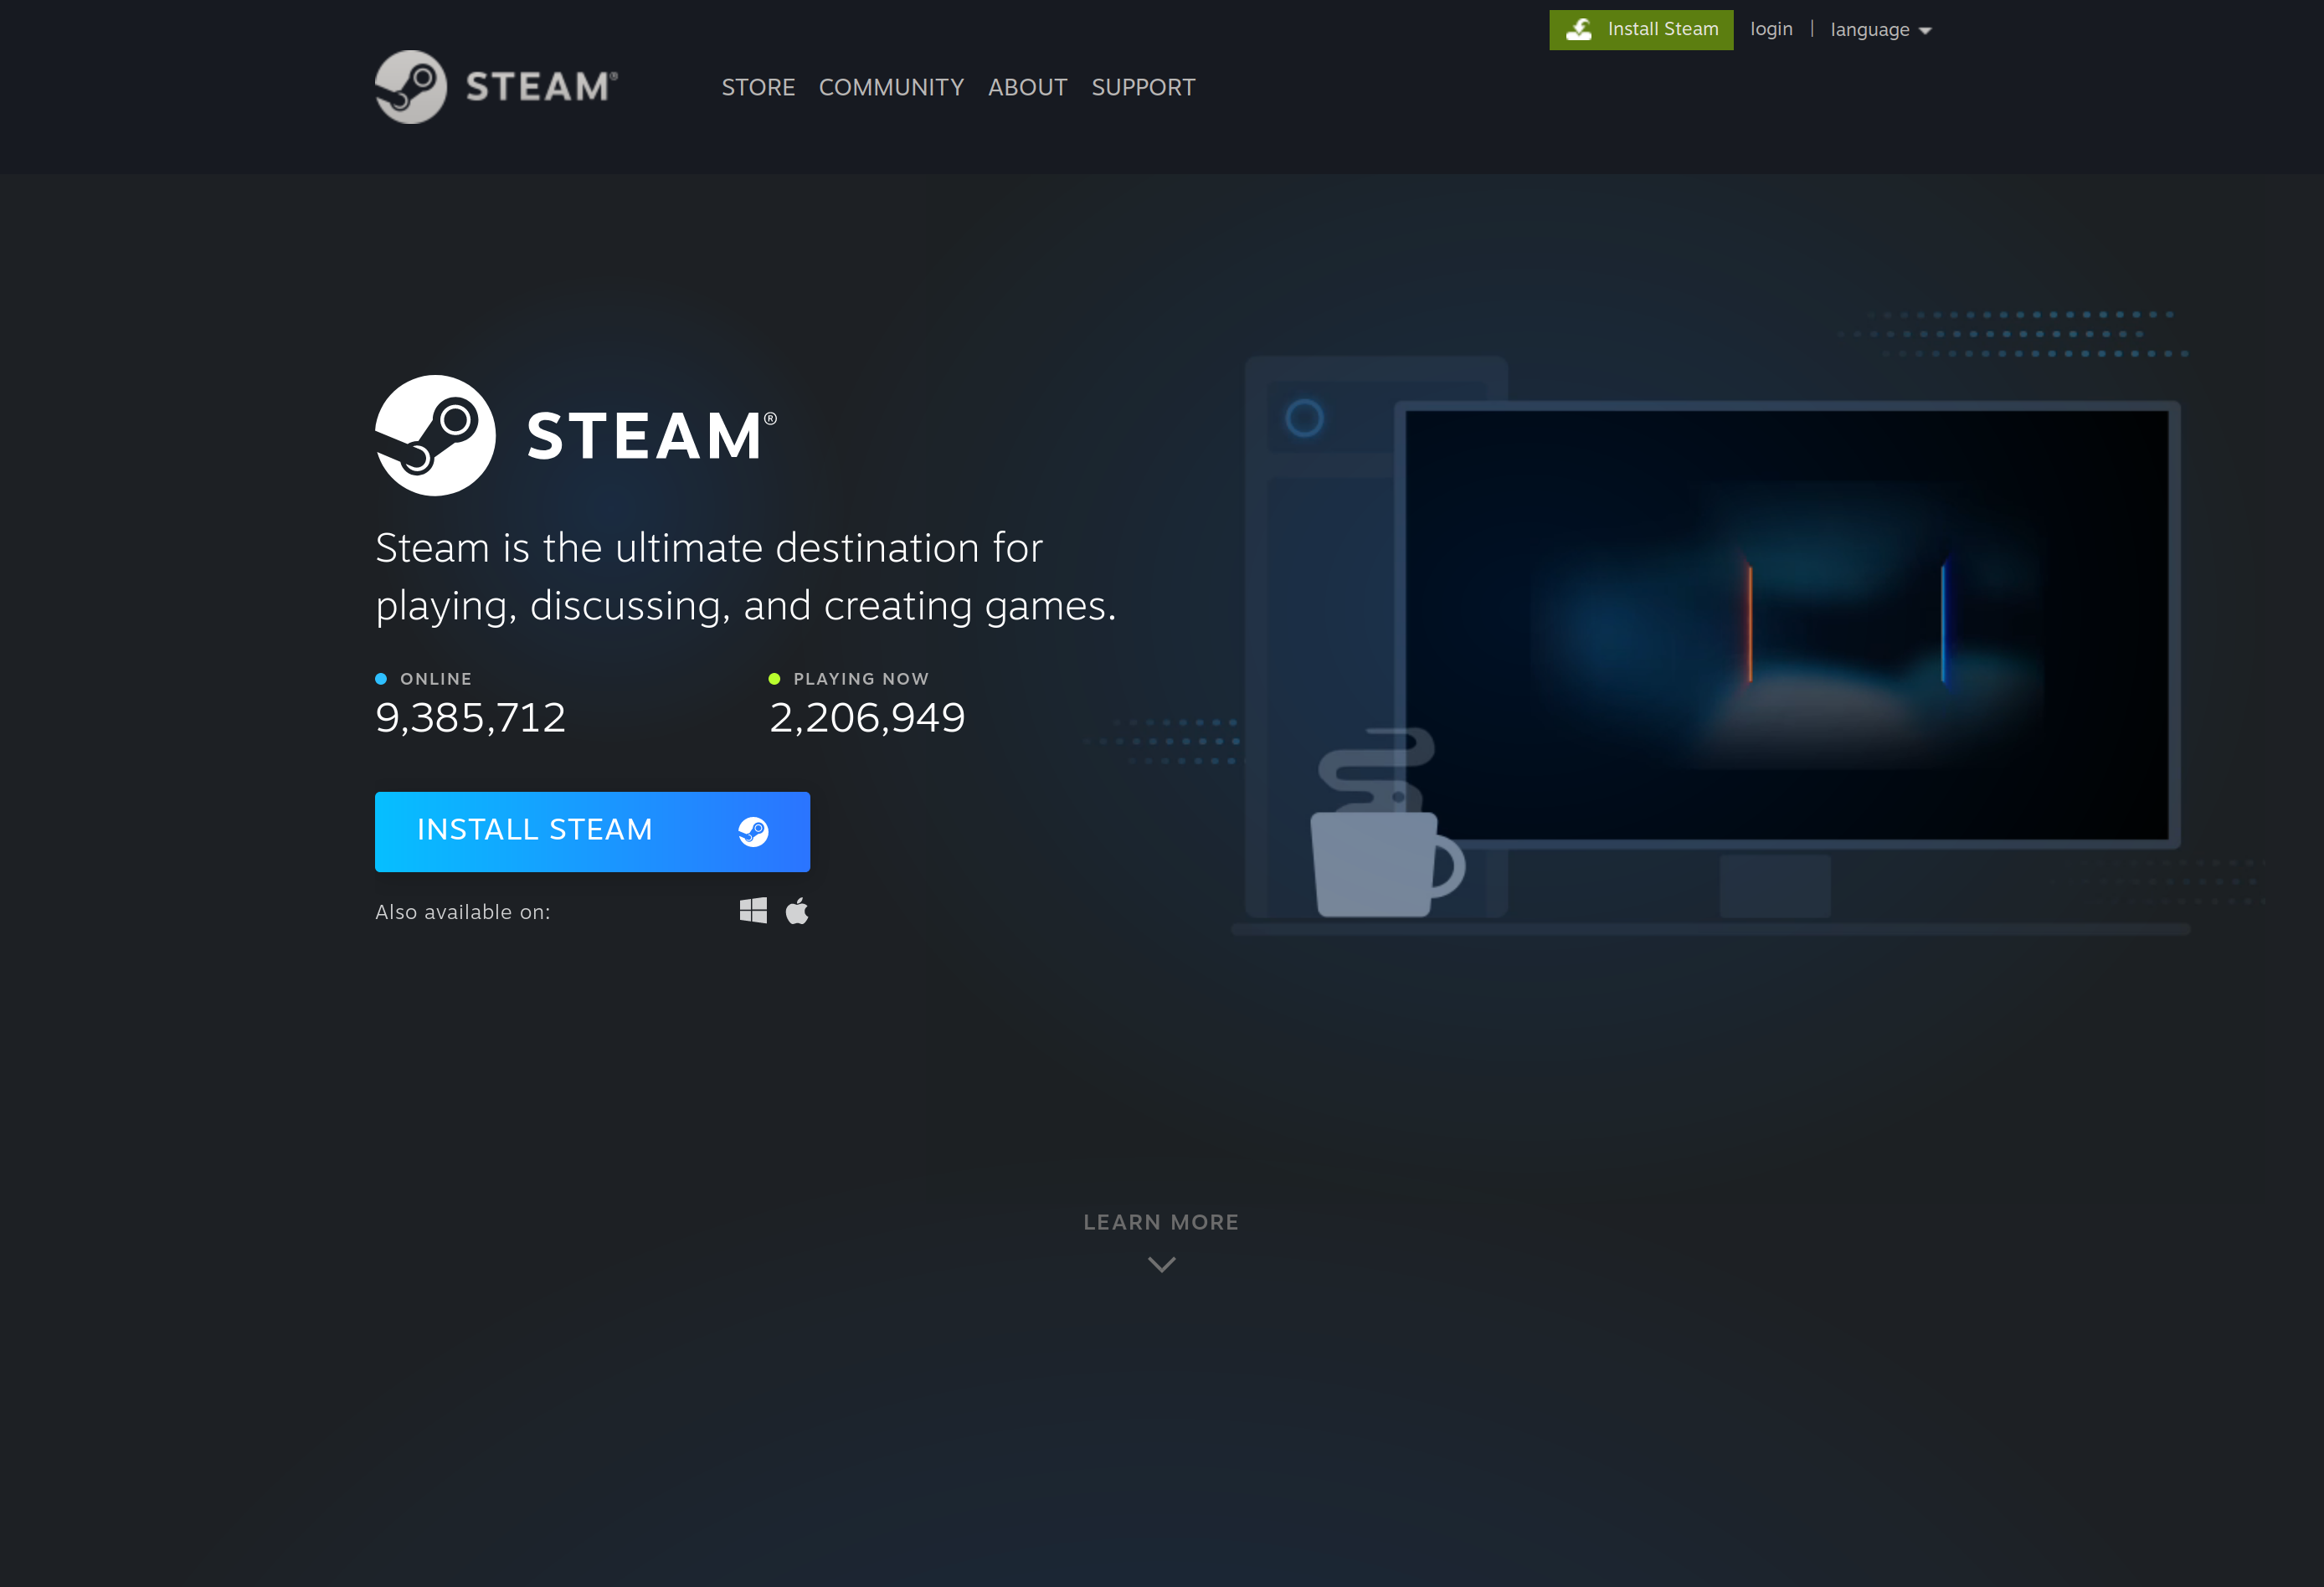 Install Steam login | language
STEAM®
STORE COMMUNITY ABOUT SUPPORT
STEAM®
Steam is the ultimate destination for
playing, discussing, and creating games.
ONLINE
9,385,712
PLAYING NOW
2,206,949
INSTALL STEAM
Also available on:
LEARN MORE